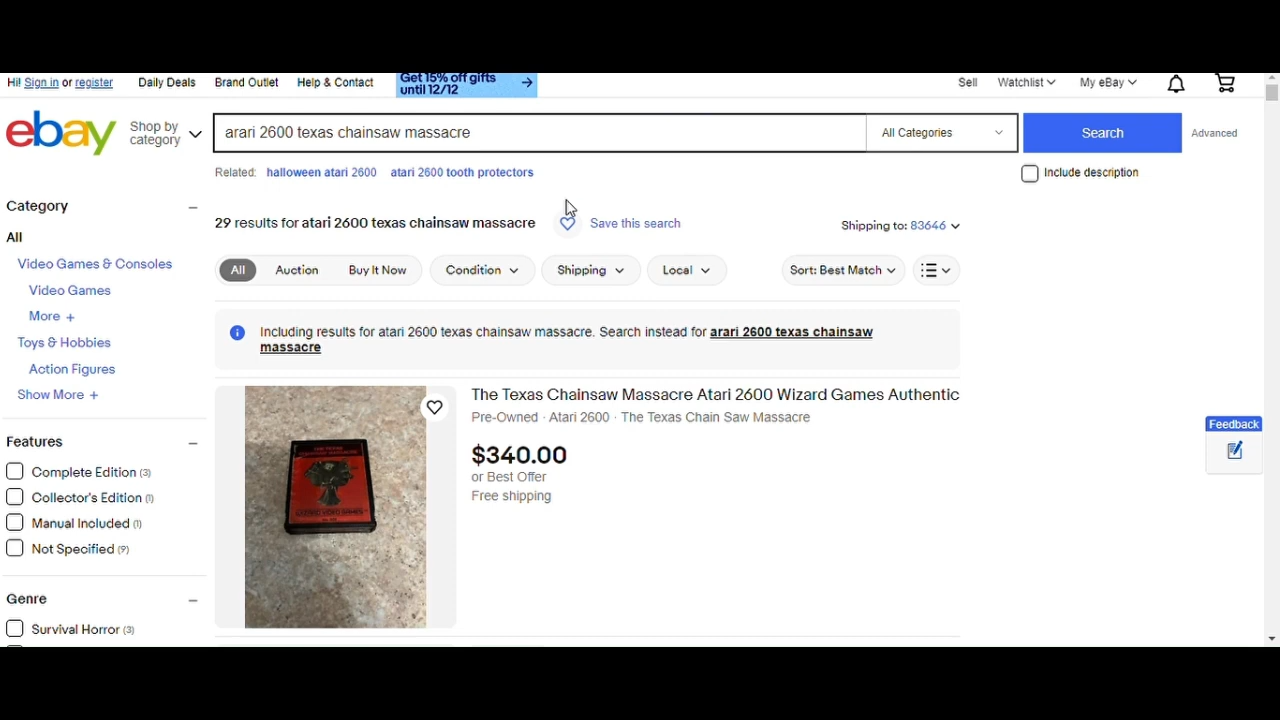 Hi! Sign in or register
Daily Deals
Brand Outlet
Help & Contact
Get 15% off gifts
until 12/12
Sell
Watchlist
My eBay
ebay
Shop by
category
arari 2600 texas chainsaw massacre
All Categories
Search
Advanced
Related: halloween atari 2600 atari 2600 tooth protectors
Include description
Category
All
Video Games & Consoles
Video Games
More +
Toys & Hobbies
Action Figures
Show More +
Features
Complete Edition (3)
Collector's Edition (1)
Manual Included (1)
Not Specified (9)
Genre
Survival Horror (3)
29 results for atari 2600 texas chainsaw massacre
Save this search
Shipping to: 83646
All
Auction
Buy It Now
Condition
Shipping
Local
Sort: Best Match
Including results for atari 2600 texas chainsaw massacre. Search instead for arari 2600 texas chainsaw
massacre
The Texas Chainsaw Massacre Atari 2600 Wizard Games Authentic
Pre-Owned · Atari 2600 · The Texas Chain Saw Massacre
$340.00
or Best Offer
Free shipping
Feedback